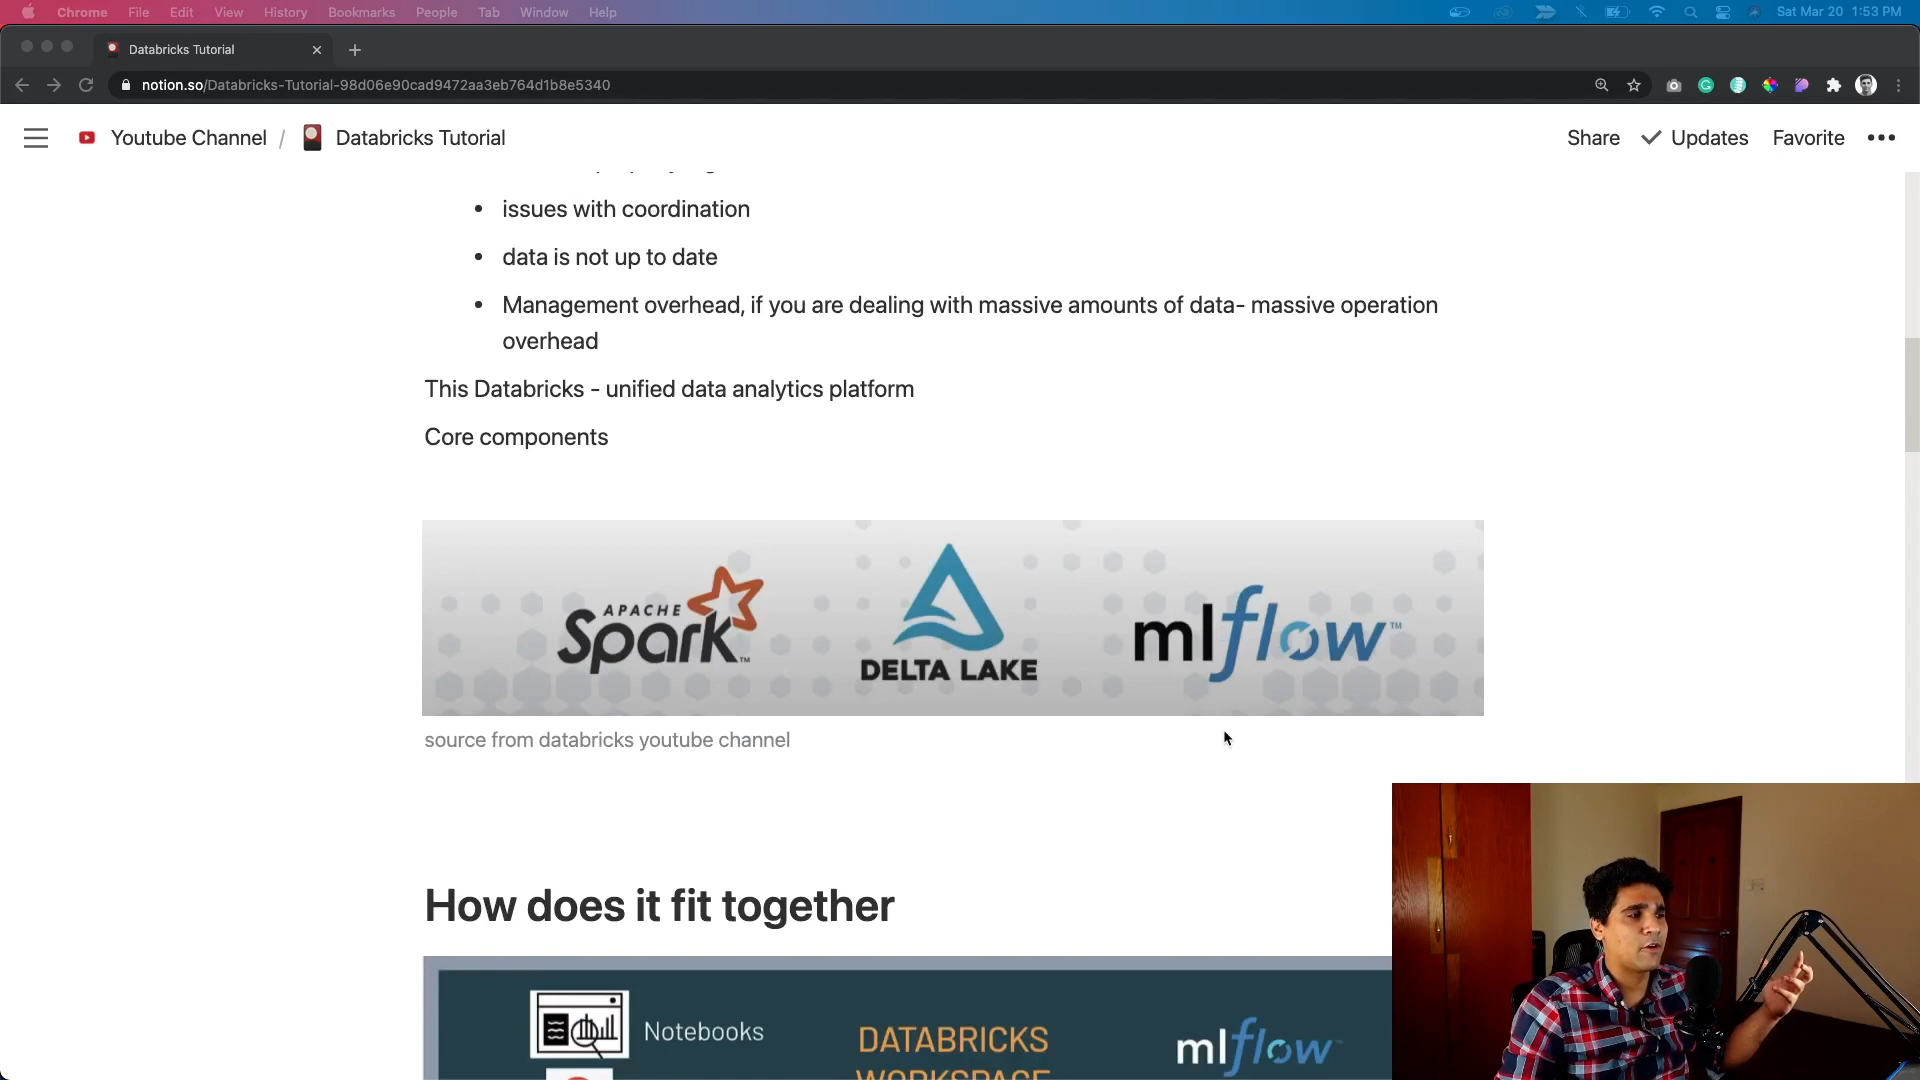 Chrome File Edit View History Bookmarks People Tab Window Help Sat Mar 20 1:53 PM
Databricks Tutorial
notion.so/Databricks-Tutorial-98d06e90cad9472aa3eb764d1b8e5340
Youtube Channel / Databricks Tutorial Share Updates Favorite
• issues with coordination
• data is not up to date
• Management overhead, if you are dealing with massive amounts of data- massive operation
overhead
This Databricks - unified data analytics platform
Core components
APACHE
Spark™
DELTA LAKE
mlflow™
source from databricks youtube channel
How does it fit together
Notebooks
DATABRICKS
WORKSPACE
mlflow